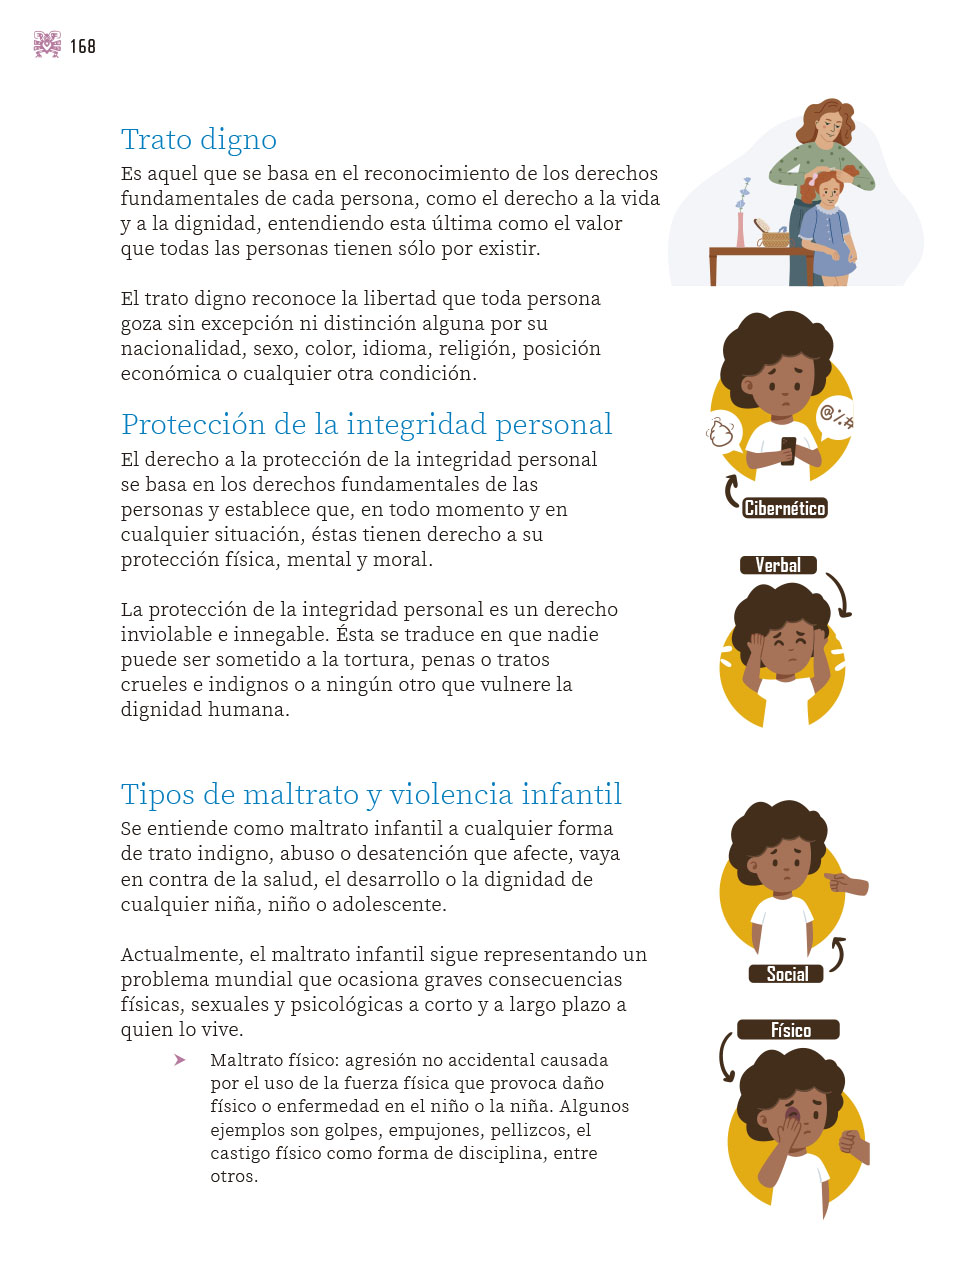 168
Trato digno
Es aquel que se basa en el reconocimiento de los derechos
fundamentales de cada persona, como el derecho a la vida
y a la dignidad, entendiendo esta última como el valor
que todas las personas tienen sólo por existir.
El trato digno reconoce la libertad que toda persona
goza sin excepción ni distinción alguna por su
nacionalidad, sexo, color, idioma, religión, posición
económica o cualquier otra condición.
Protección de la integridad personal
El derecho a la protección de la integridad personal
se basa en los derechos fundamentales de las
personas y establece que, en todo momento y en
cualquier situación, éstas tienen derecho a su
protección física, mental y moral.
La protección de la integridad personal es un derecho
inviolable e innegable. Ésta se traduce en que nadie
puede ser sometido a la tortura, penas o tratos
crueles e indignos o a ningún otro que vulnere la
dignidad humana.
Tipos de maltrato y violencia infantil
Se entiende como maltrato infantil a cualquier forma
de trato indigno, abuso o desatención que afecte, vaya
en contra de la salud, el desarrollo o la dignidad de
cualquier niña, niño o adolescente.
Actualmente, el maltrato infantil sigue representando un
problema mundial que ocasiona graves consecuencias
físicas, sexuales y psicológicas a corto y a largo plazo a
quien lo vive.
Maltrato físico: agresión no accidental causada
por el uso de la fuerza física que provoca daño
físico o enfermedad en el niño o la niña. Algunos
ejemplos son golpes, empujones, pellizcos, el
castigo físico como forma de disciplina, entre
otros.
@%#
Cibernético
Verbal
Social
Físico